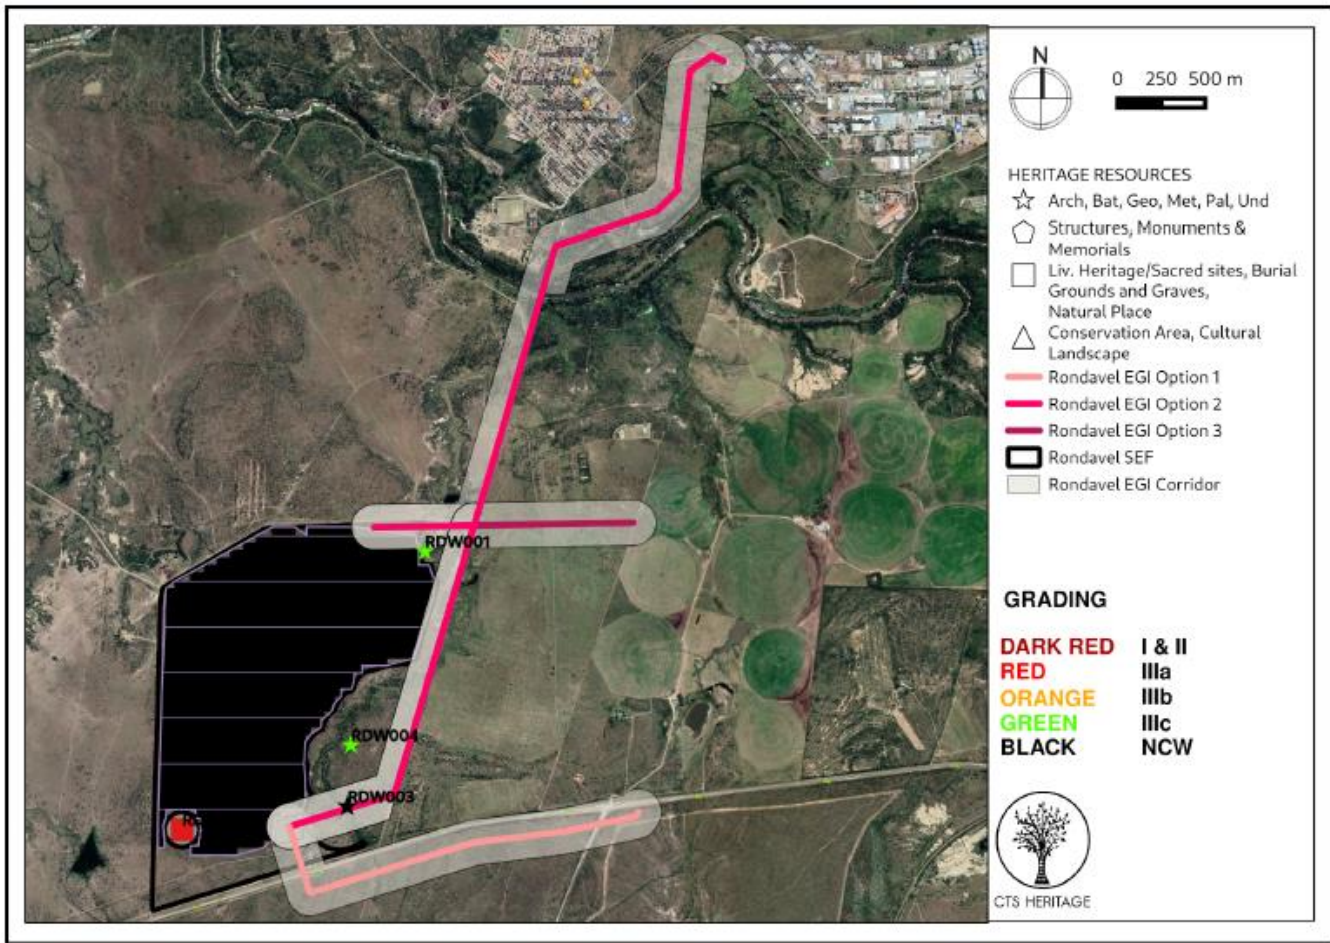 N
0 250 500 m
HERITAGE RESOURCES
Arch, Bat, Geo, Met, Pal, Und
Structures, Monuments &
Memorials
Liv. Heritage/Sacred sites, Burial
Grounds and Graves,
Natural Place
Conservation Area, Cultural
Landscape
Rondavel EGI Option 1
Rondavel EGI Option 2
Rondavel EGI Option 3
Rondavel SEF
Rondavel EGI Corridor
GRADING
DARK RED I & II
RED IIIa
ORANGE IIIb
GREEN IIIc
BLACK NCW
CTS HERITAGE
RDW001
RDW004
RDW003